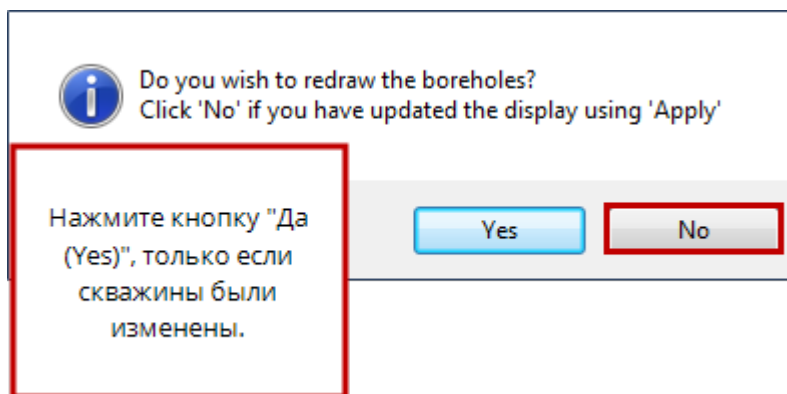 Do you wish to redraw the boreholes?
Click 'No' if you have updated the display using 'Apply'
Нажмите кнопку "Да
(Yes)", только если
скважины были
изменены.
Yes
No